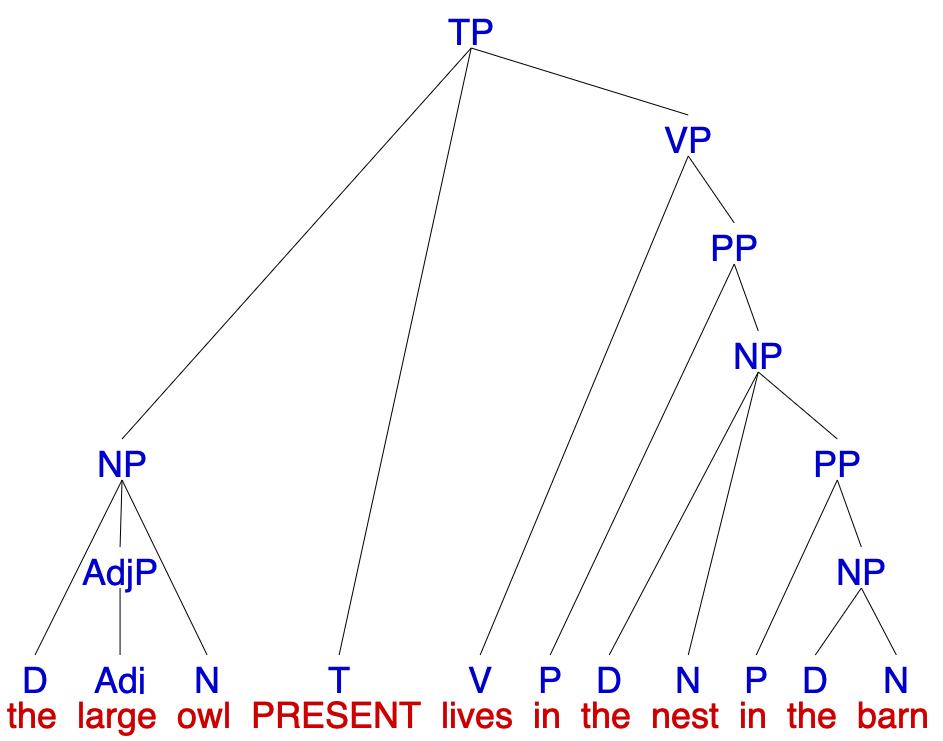 TP
VP
PP
NP
NP PP
AdjP NP
D Adi N T V P D N P D N
the large owl PRESENT lives in the nest in the barn